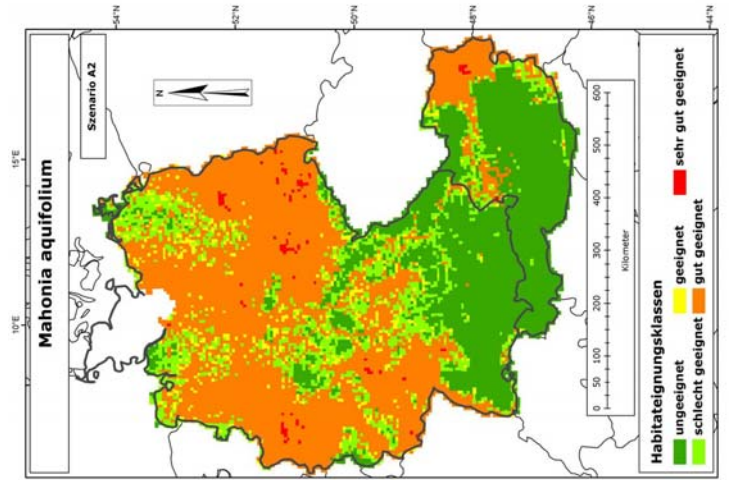 Mahonia aquifolium
Szenario A2
N
10°E
15°E
54°N
52°N
50°N
48°N
46°N
44°N
0 50 100 200 300 400 500 600
Kilometer
Habitateignungsklassen
ungeeignet geeignet sehr gut geeignet
schlecht geeignet gut geeignet